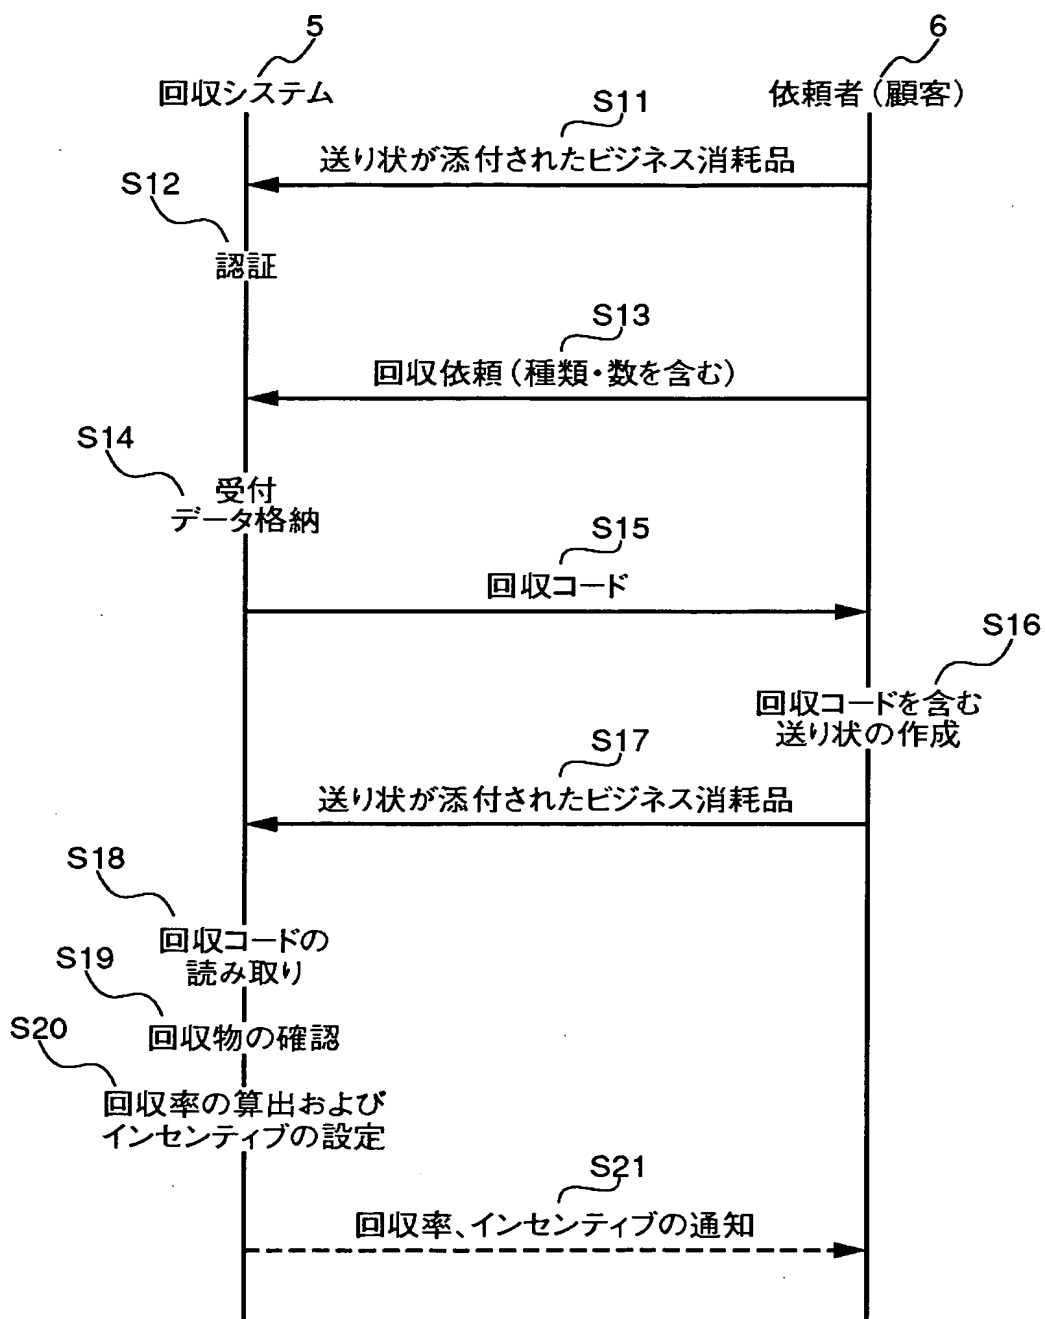 5
回収システム
6
依頼者(顧客)
S11
送り状が添付されたビジネス消耗品
S12
認証
S13
回収依頼(種類・数を含む)
S14
受付
データ格納
S15
回収コード
S16
回収コードを含む
送り状の作成
S17
送り状が添付されたビジネス消耗品
S18
回収コードの
読み取り
S19
回収物の確認
S20
回収率の算出および
インセンティブの設定
S21
回収率、インセンティブの通知